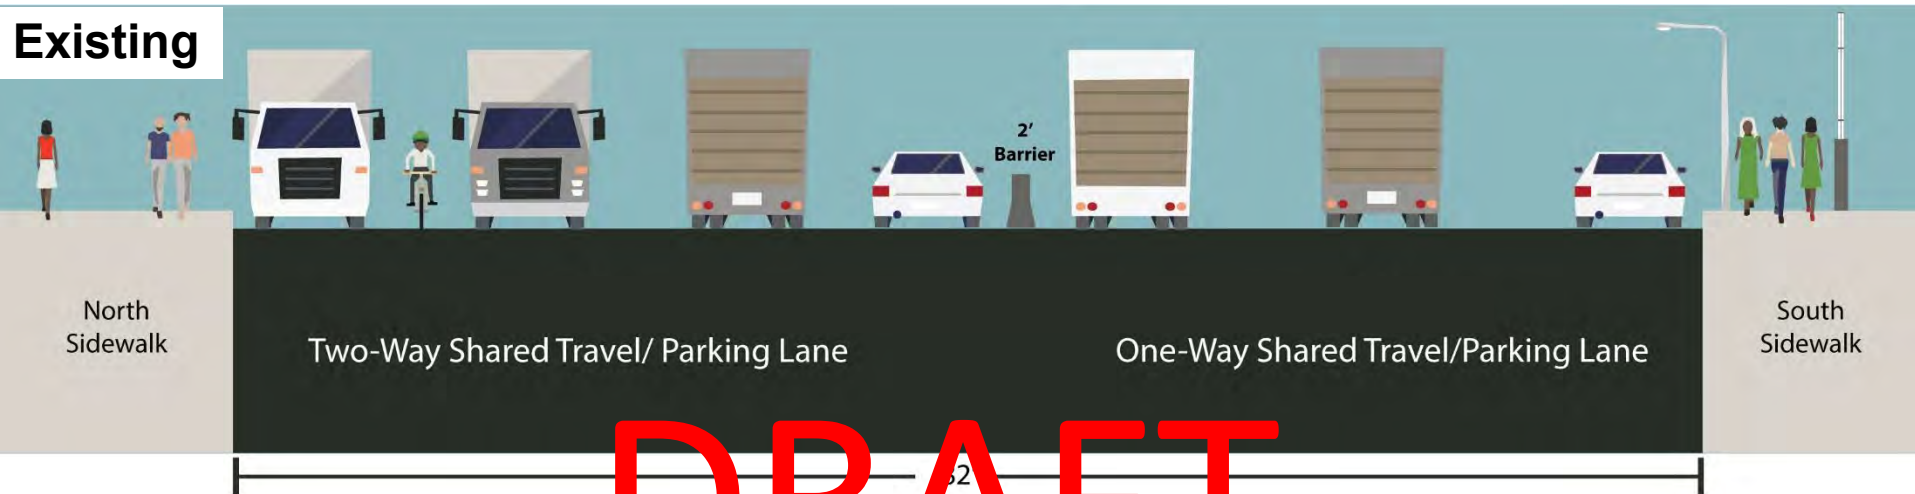 Existing
2'
Barrier
North
Sidewalk
Two-Way Shared Travel/ Parking Lane
One-Way Shared Travel/Parking Lane
South
Sidewalk
DRAFT